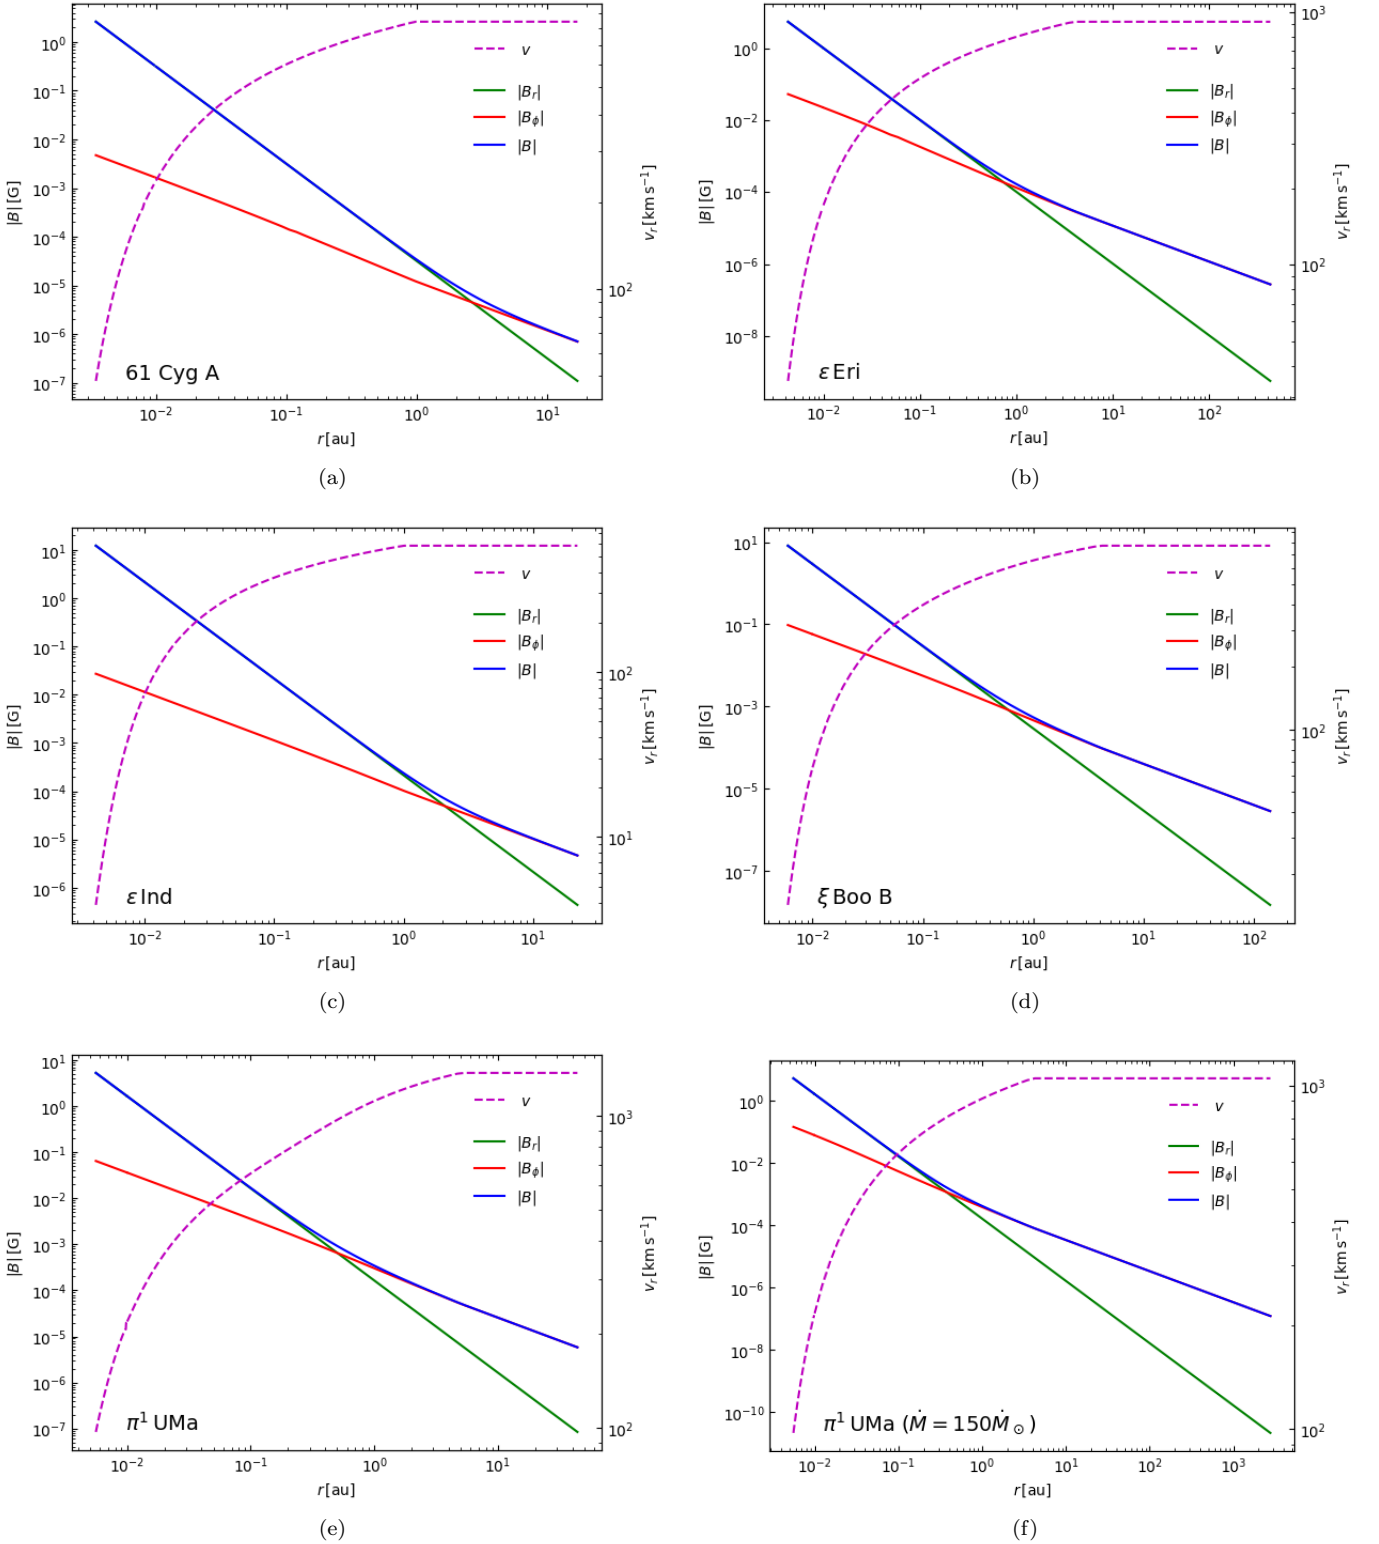 v
|B_r|
|B_ϕ|
|B|
10^0
10^-1
10^-2
10^-3
10^-4
10^-5
10^-6
10^-7
|B| [G]
10^2
v_r [km s^-1]
61 Cyg A
10^-2 10^-1 10^0 10^1
r [au]
(a)
10^3
v
|B_r|
|B_ϕ|
|B|
10^0
10^-2
10^-4
10^-6
10^-8
|B| [G]
10^2
v_r [km s^-1]
ε Eri
10^-2 10^-1 10^0 10^1 10^2
r [au]
(b)
v
|B_r|
|B_ϕ|
|B|
10^1
10^0
10^-1
10^-2
10^-3
10^-4
10^-5
10^-6
|B| [G]
10^2
10^1
v_r [km s^-1]
ε Ind
10^-2 10^-1 10^0 10^1
r [au]
(c)
v
|B_r|
|B_ϕ|
|B|
10^1
10^-1
10^-3
10^-5
10^-7
|B| [G]
10^2
v_r [km s^-1]
ξ Boo B
10^-2 10^-1 10^0 10^1 10^2
r [au]
(d)
v
|B_r|
|B_ϕ|
|B|
10^1
10^0
10^-1
10^-2
10^-3
10^-4
10^-5
10^-6
10^-7
|B| [G]
10^3
10^2
v_r [km s^-1]
π^1 UMa
10^-2 10^-1 10^0 10^1
r [au]
(e)
v
|B_r|
|B_ϕ|
|B|
10^0
10^-2
10^-4
10^-6
10^-8
10^-10
|B| [G]
10^3
10^2
v_r [km s^-1]
π^1 UMa (Ṁ = 150Ṁ_⊙)
10^-2 10^-1 10^0 10^1 10^2 10^3
r [au]
(f)